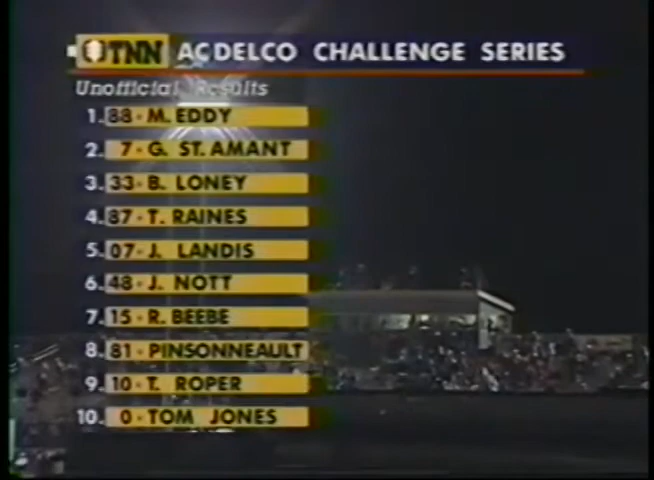 TNN ACDELCO CHALLENGE SERIES
Unofficial Results
1. 88 - M. EDDY
2. 7 - G. ST. AMANT
3. 33 - B. LONEY
4. 87 - T. RAINES
5. 07 - J. LANDIS
6. 48 - J. NOTT
7. 15 - R. BEEBE
8. 81 - PINSONNEAULT
9. 10 - T. ROPER
10. 0 - TOM JONES